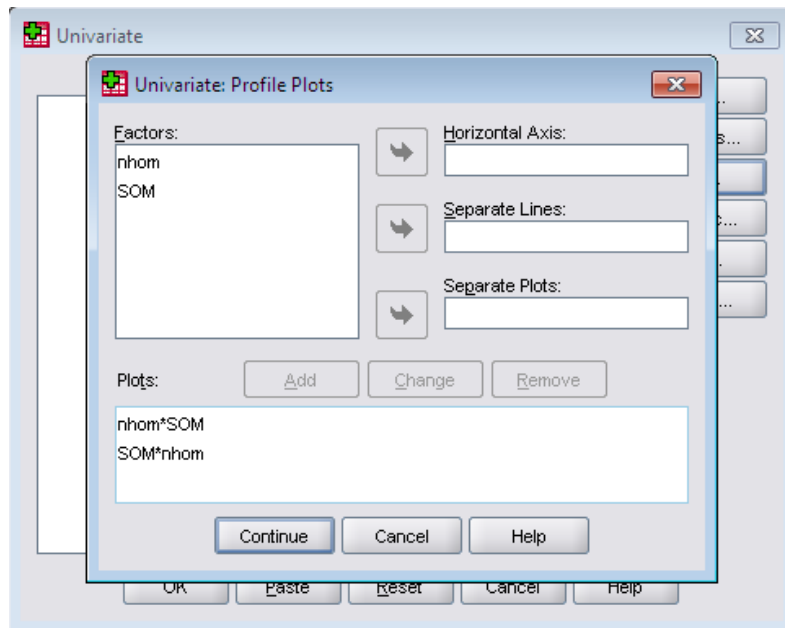 Univariate
Univariate: Profile Plots
Factors:
nhom
SOM
Horizontal Axis:
Separate Lines:
Separate Plots:
Plots:
Add
Change
Remove
nhom*SOM
SOM*nhom
Continue
Cancel
Help
OK
Paste
Reset
Cancel
Help